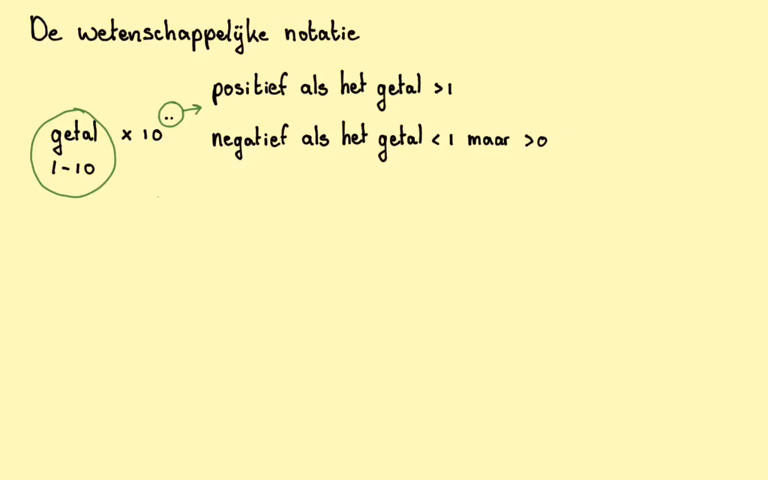 De wetenschappelijke notatie
positief als het getal >1
getal x 10 ..
1-10
negatief als het getal <1 maar >0